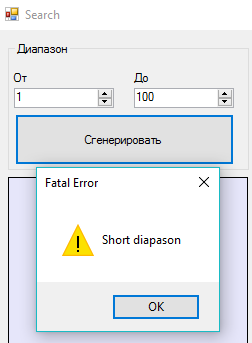 Search
Диапазон
От До
1 100
Сгенерировать
Fatal Error
Short diapason
OK